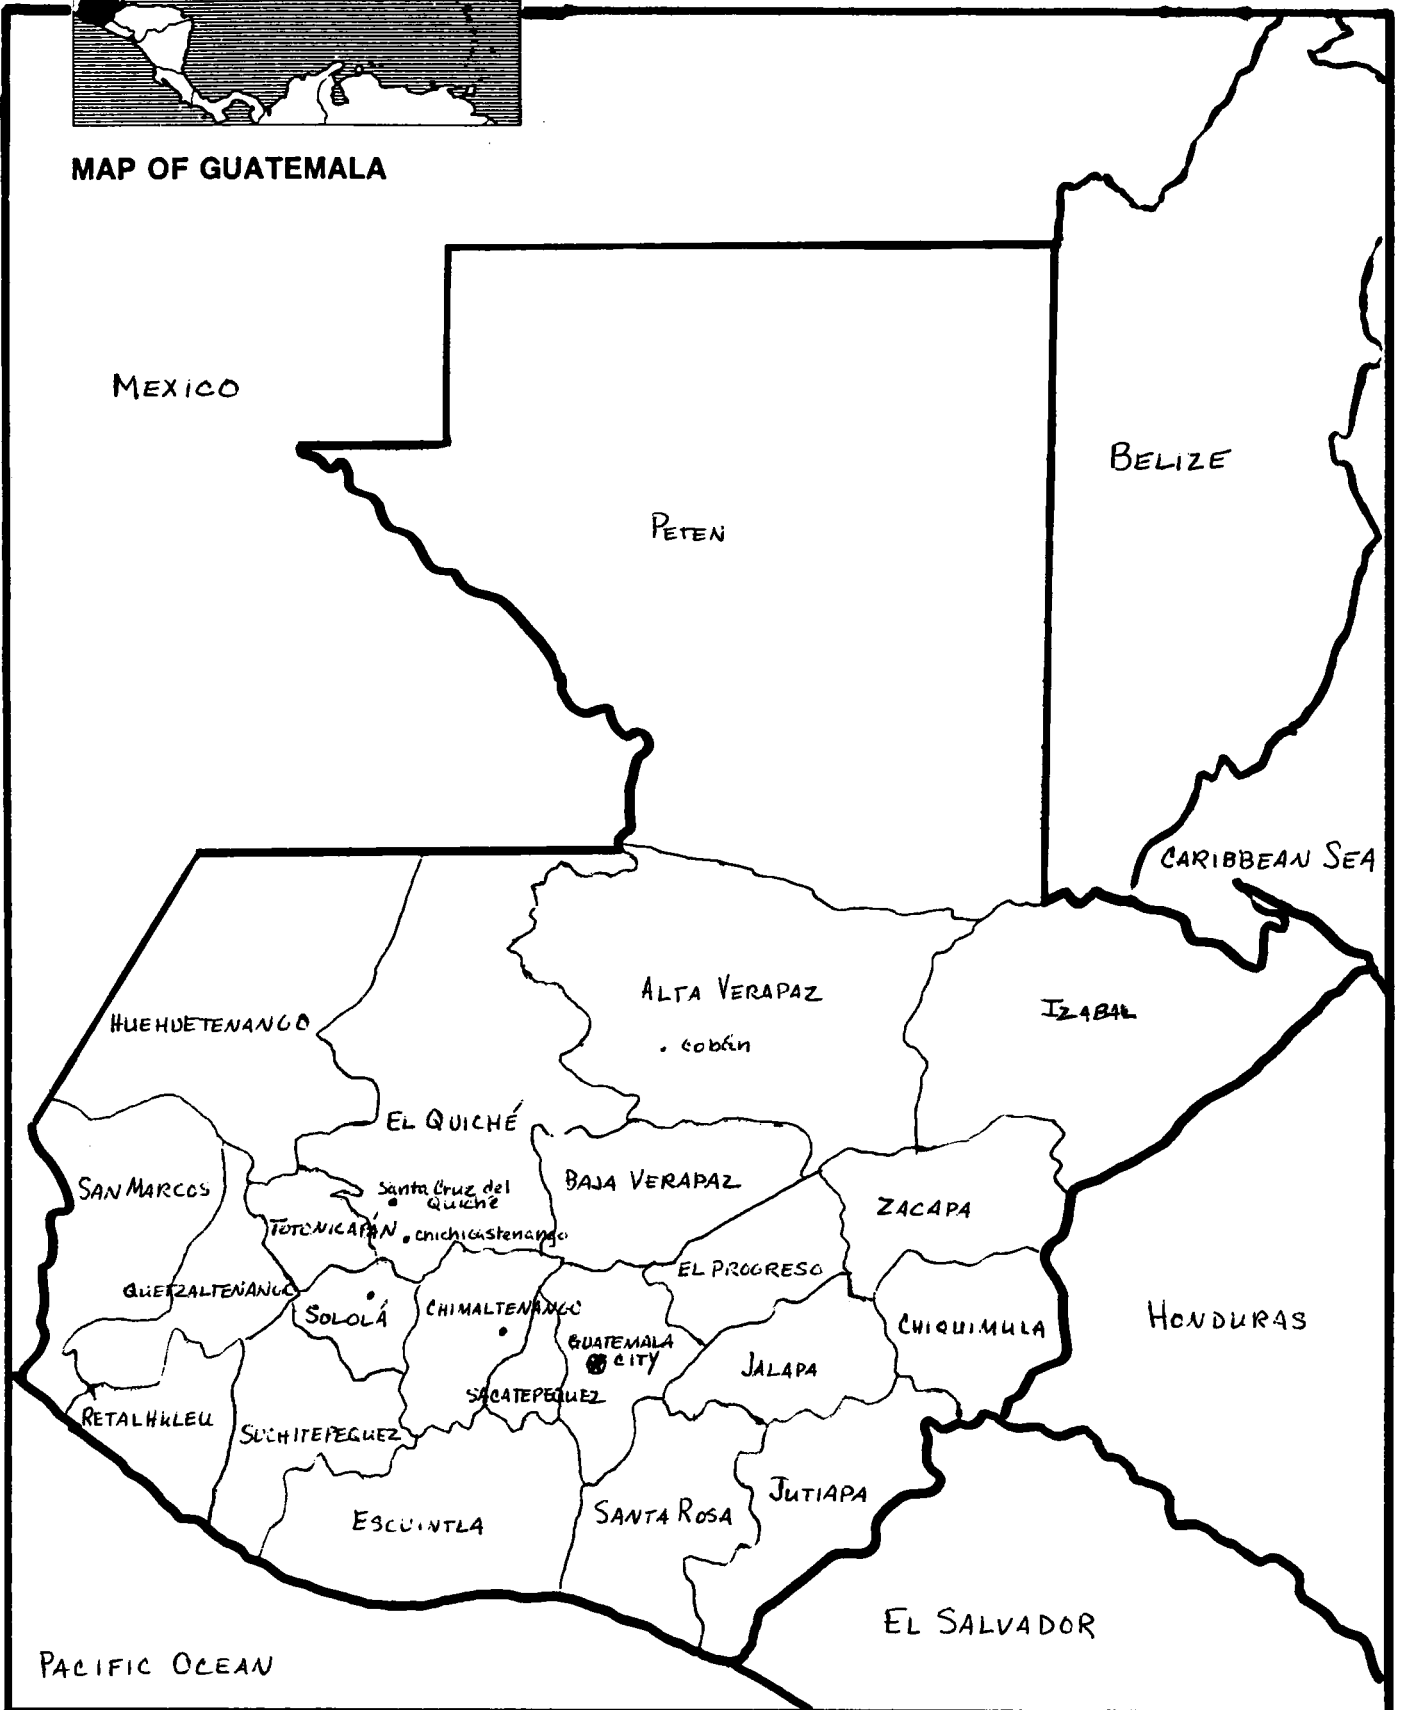 MAP OF GUATEMALA
MEXICO
BELIZE
PETEN
CARIBBEAN SEA
ALTA VERAPAZ
IZABAL
HUEHUETENANGO
cobán
EL QUICHÉ
SAN MARCOS
Santa Cruz del
Quiché
BAJA VERAPAZ
ZACAPA
TOTONICAPÁN
chichicastenango
EL PROGRESO
QUETZALTENANGO
SOLOLÁ
CHIMALTENANGO
CHIQUIMULA
HONDURAS
GUATEMALA
CITY
JALAPA
SACATEPEQUEZ
RETALHULEU
SUCHITEPEQUEZ
JUTIAPA
SANTA ROSA
ESCUINTLA
EL SALVADOR
PACIFIC OCEAN